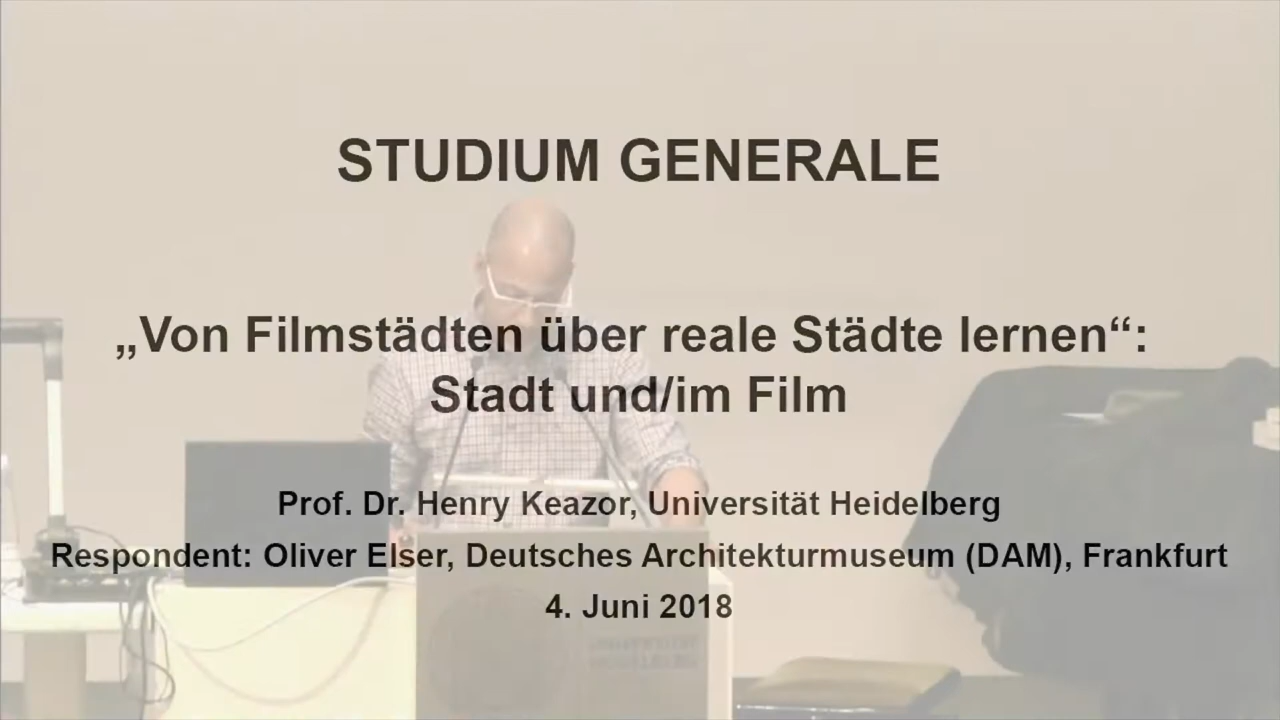 STUDIUM GENERALE
„Von Filmstädten über reale Städte lernen“:
Stadt und/im Film
Prof. Dr. Henry Keazor, Universität Heidelberg
Respondent: Oliver Elser, Deutsches Architekturmuseum (DAM), Frankfurt
4. Juni 2018